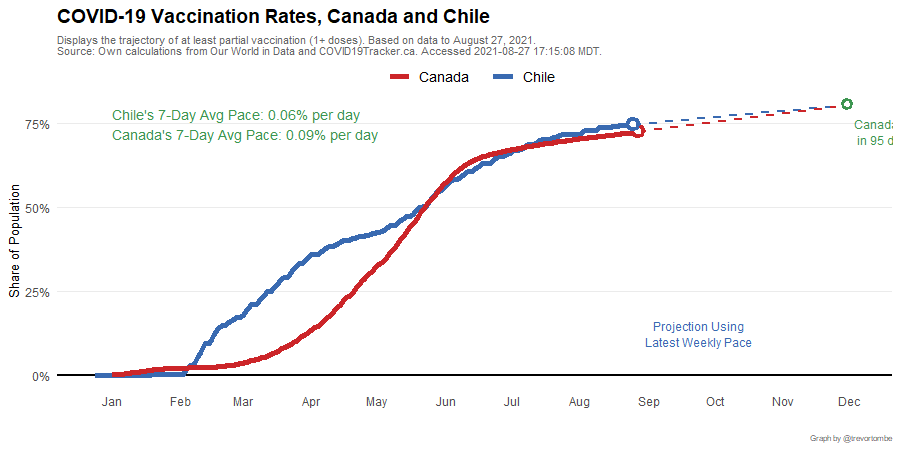 COVID-19 Vaccination Rates, Canada and Chile
Displays the trajectory of at least partial vaccination (1+ doses). Based on data to August 27, 2021.
Source: Own calculations from Our World in Data and COVID19Tracker.ca. Accessed 2021-08-27 17:15:08 MDT.
Canada Chile
Chile's 7-Day Avg Pace: 0.06% per day
Canada's 7-Day Avg Pace: 0.09% per day
Canada
in 95 d
75%
50%
25%
0%
Share of Population
Projection Using
Latest Weekly Pace
Jan Feb Mar Apr May Jun Jul Aug Sep Oct Nov Dec
Graph by @trevortombe